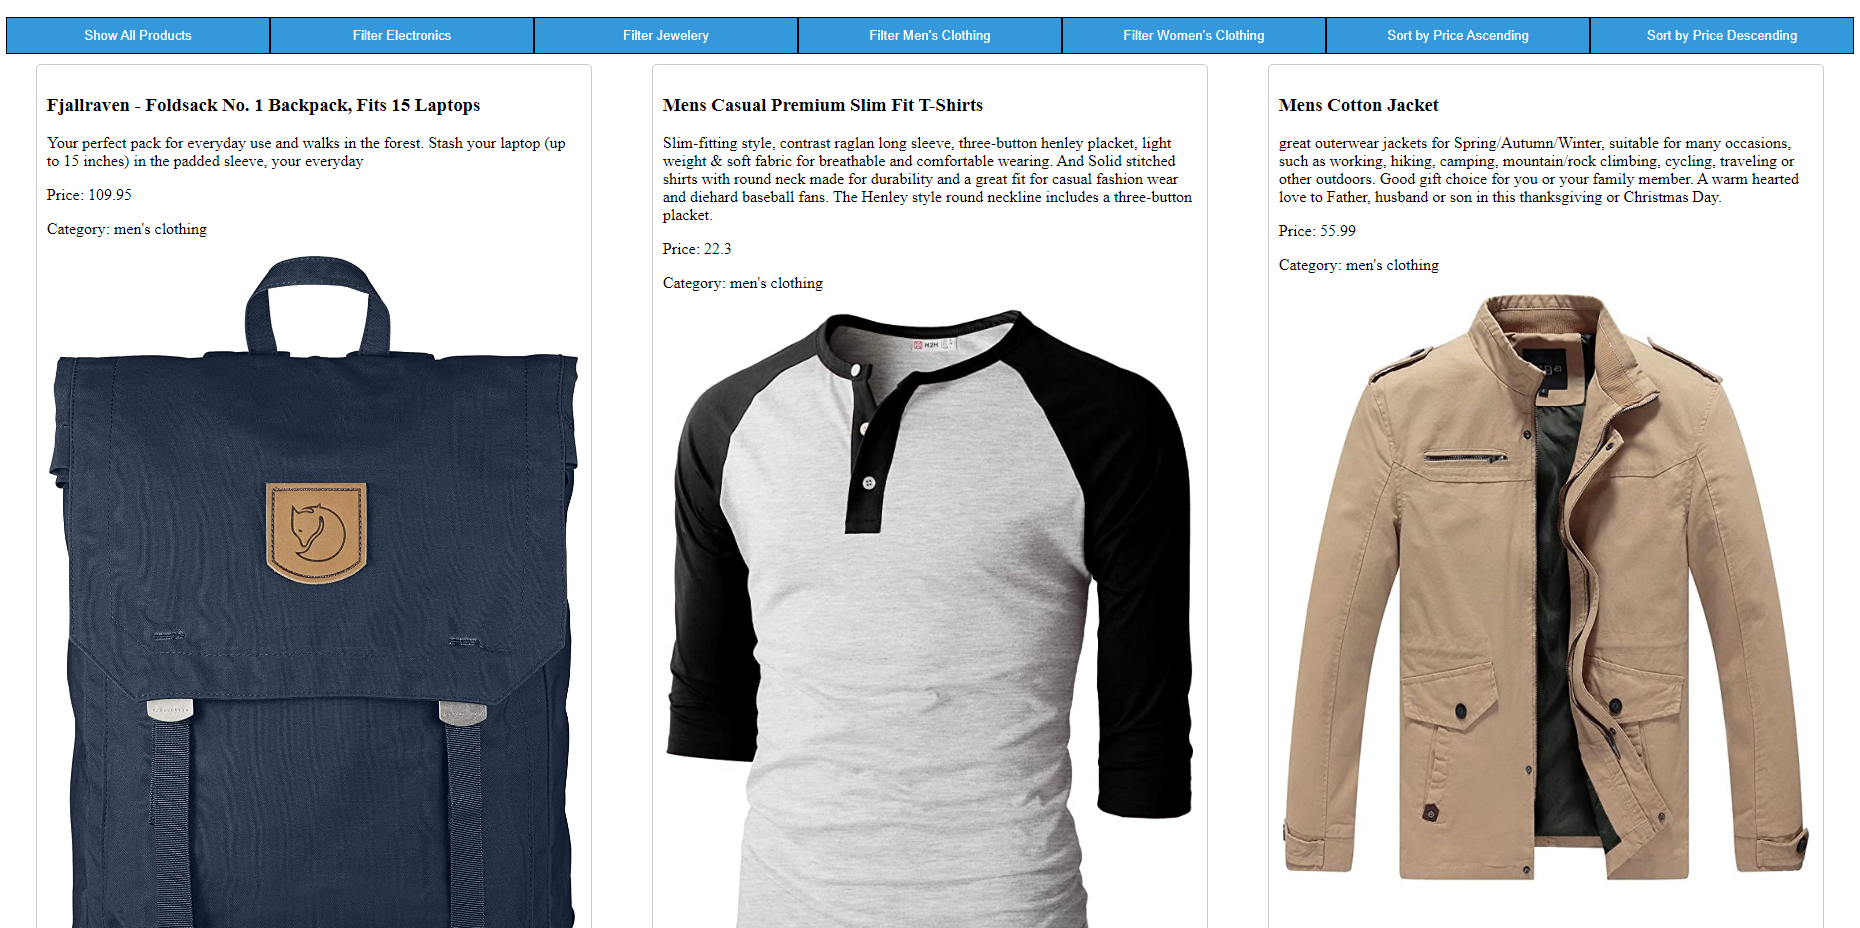 Show All Products
Filter Electronics
Filter Jewelery
Filter Men's Clothing
Filter Women's Clothing
Sort by Price Ascending
Sort by Price Descending
Fjallraven - Foldsack No. 1 Backpack, Fits 15 Laptops
Your perfect pack for everyday use and walks in the forest. Stash your laptop (up
to 15 inches) in the padded sleeve, your everyday
Price: 109.95
Category: men's clothing
Mens Casual Premium Slim Fit T-Shirts
Slim-fitting style, contrast raglan long sleeve, three-button henley placket, light
weight & soft fabric for breathable and comfortable wearing. And Solid stitched
shirts with round neck made for durability and a great fit for casual fashion wear
and diehard baseball fans. The Henley style round neckline includes a three-button
placket.
Price: 22.3
Category: men's clothing
H2H
Mens Cotton Jacket
great outerwear jackets for Spring/Autumn/Winter, suitable for many occasions,
such as working, hiking, camping, mountain/rock climbing, cycling, traveling or
other outdoors. Good gift choice for you or your family member. A warm hearted
love to Father, husband or son in this thanksgiving or Christmas Day.
Price: 55.99
Category: men's clothing